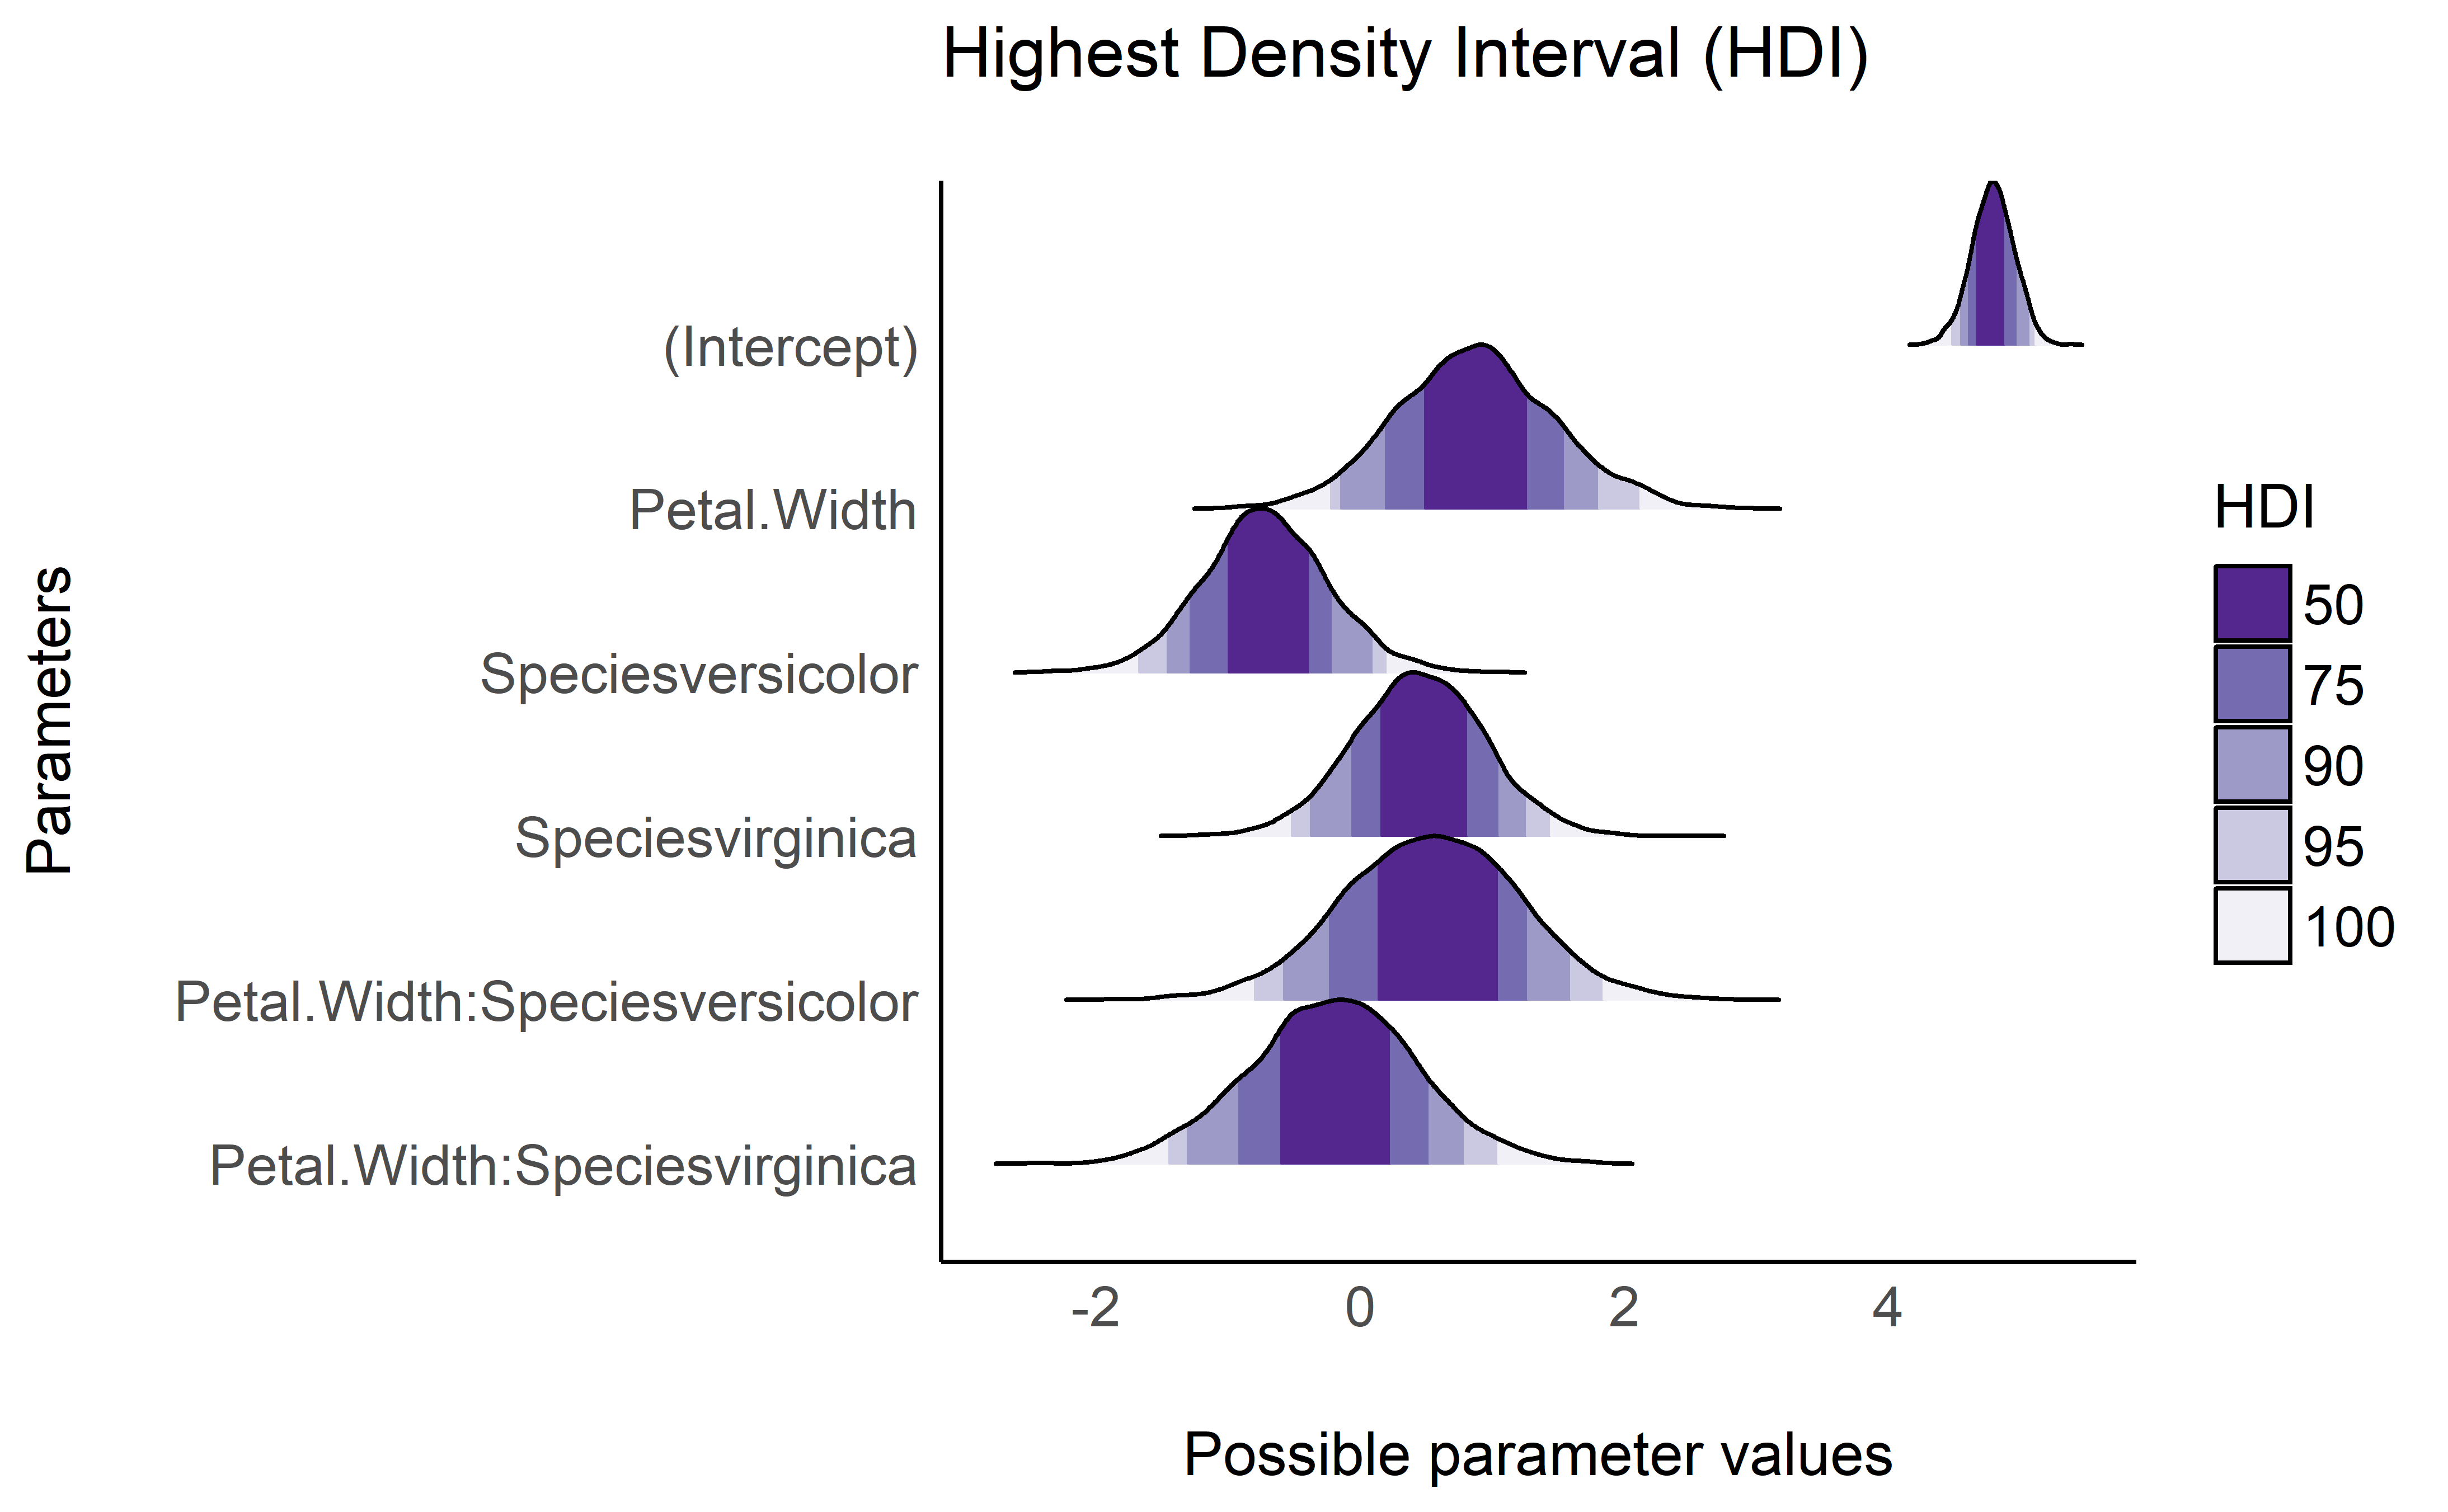 Highest Density Interval (HDI)
(Intercept)
Petal.Width
Speciesversicolor
Speciesvirginica
Petal.Width:Speciesversicolor
Petal.Width:Speciesvirginica
Parameters
-2 0 2 4
Possible parameter values
HDI
50
75
90
95
100